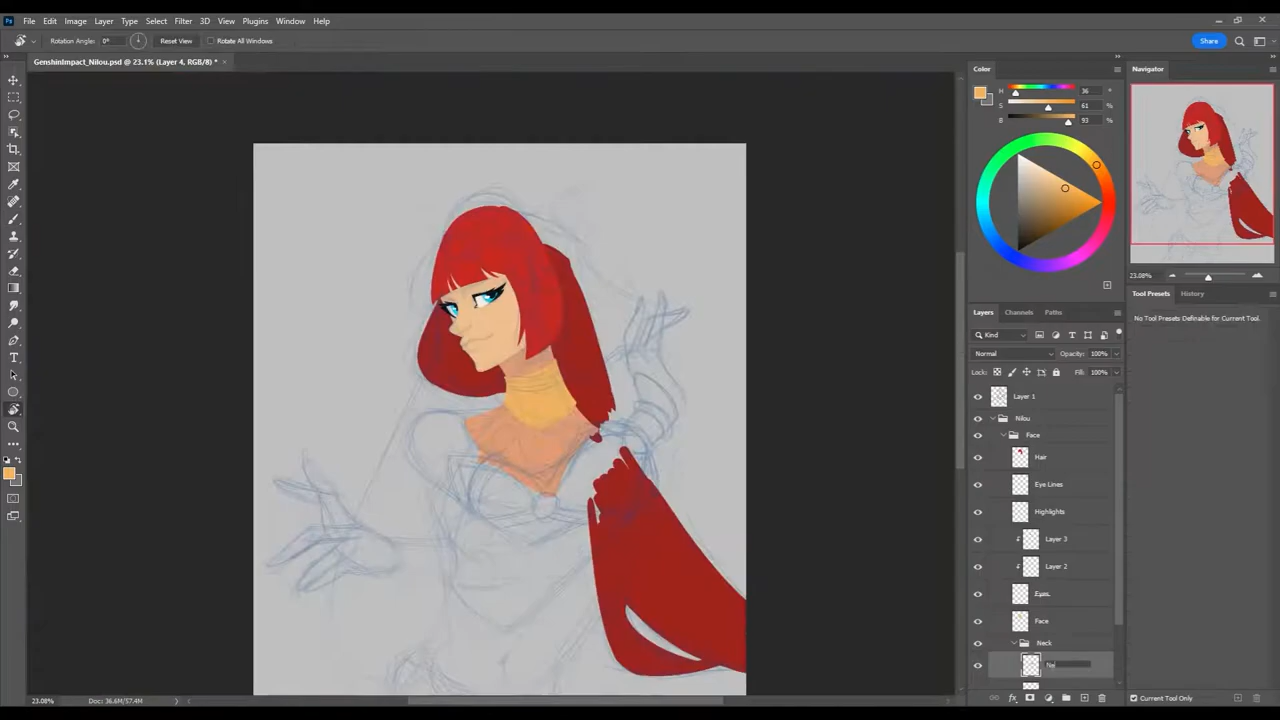 Ps File Edit Image Layer Type Select Filter 3D View Plugins Window Help
Rotation Angle: 0° Reset View Rotate All Windows Share
GenshinImpact_Nilou.psd @ 23.1% (Layer 4, RGB/8) *
Color
H 36 °
S 61 %
B 93 %
Navigator
23.08%
Tool Presets History
No Tool Presets Definable for Current Tool.
Layers Channels Paths
Kind
Normal Opacity: 100%
Lock: Fill: 100%
Layer 1
Nilou
Face
Hair
Eye Lines
Highlights
Layer 3
Layer 2
Eyes
Face
Neck
23.08% Doc: 36.6M/57.4M
Current Tool Only